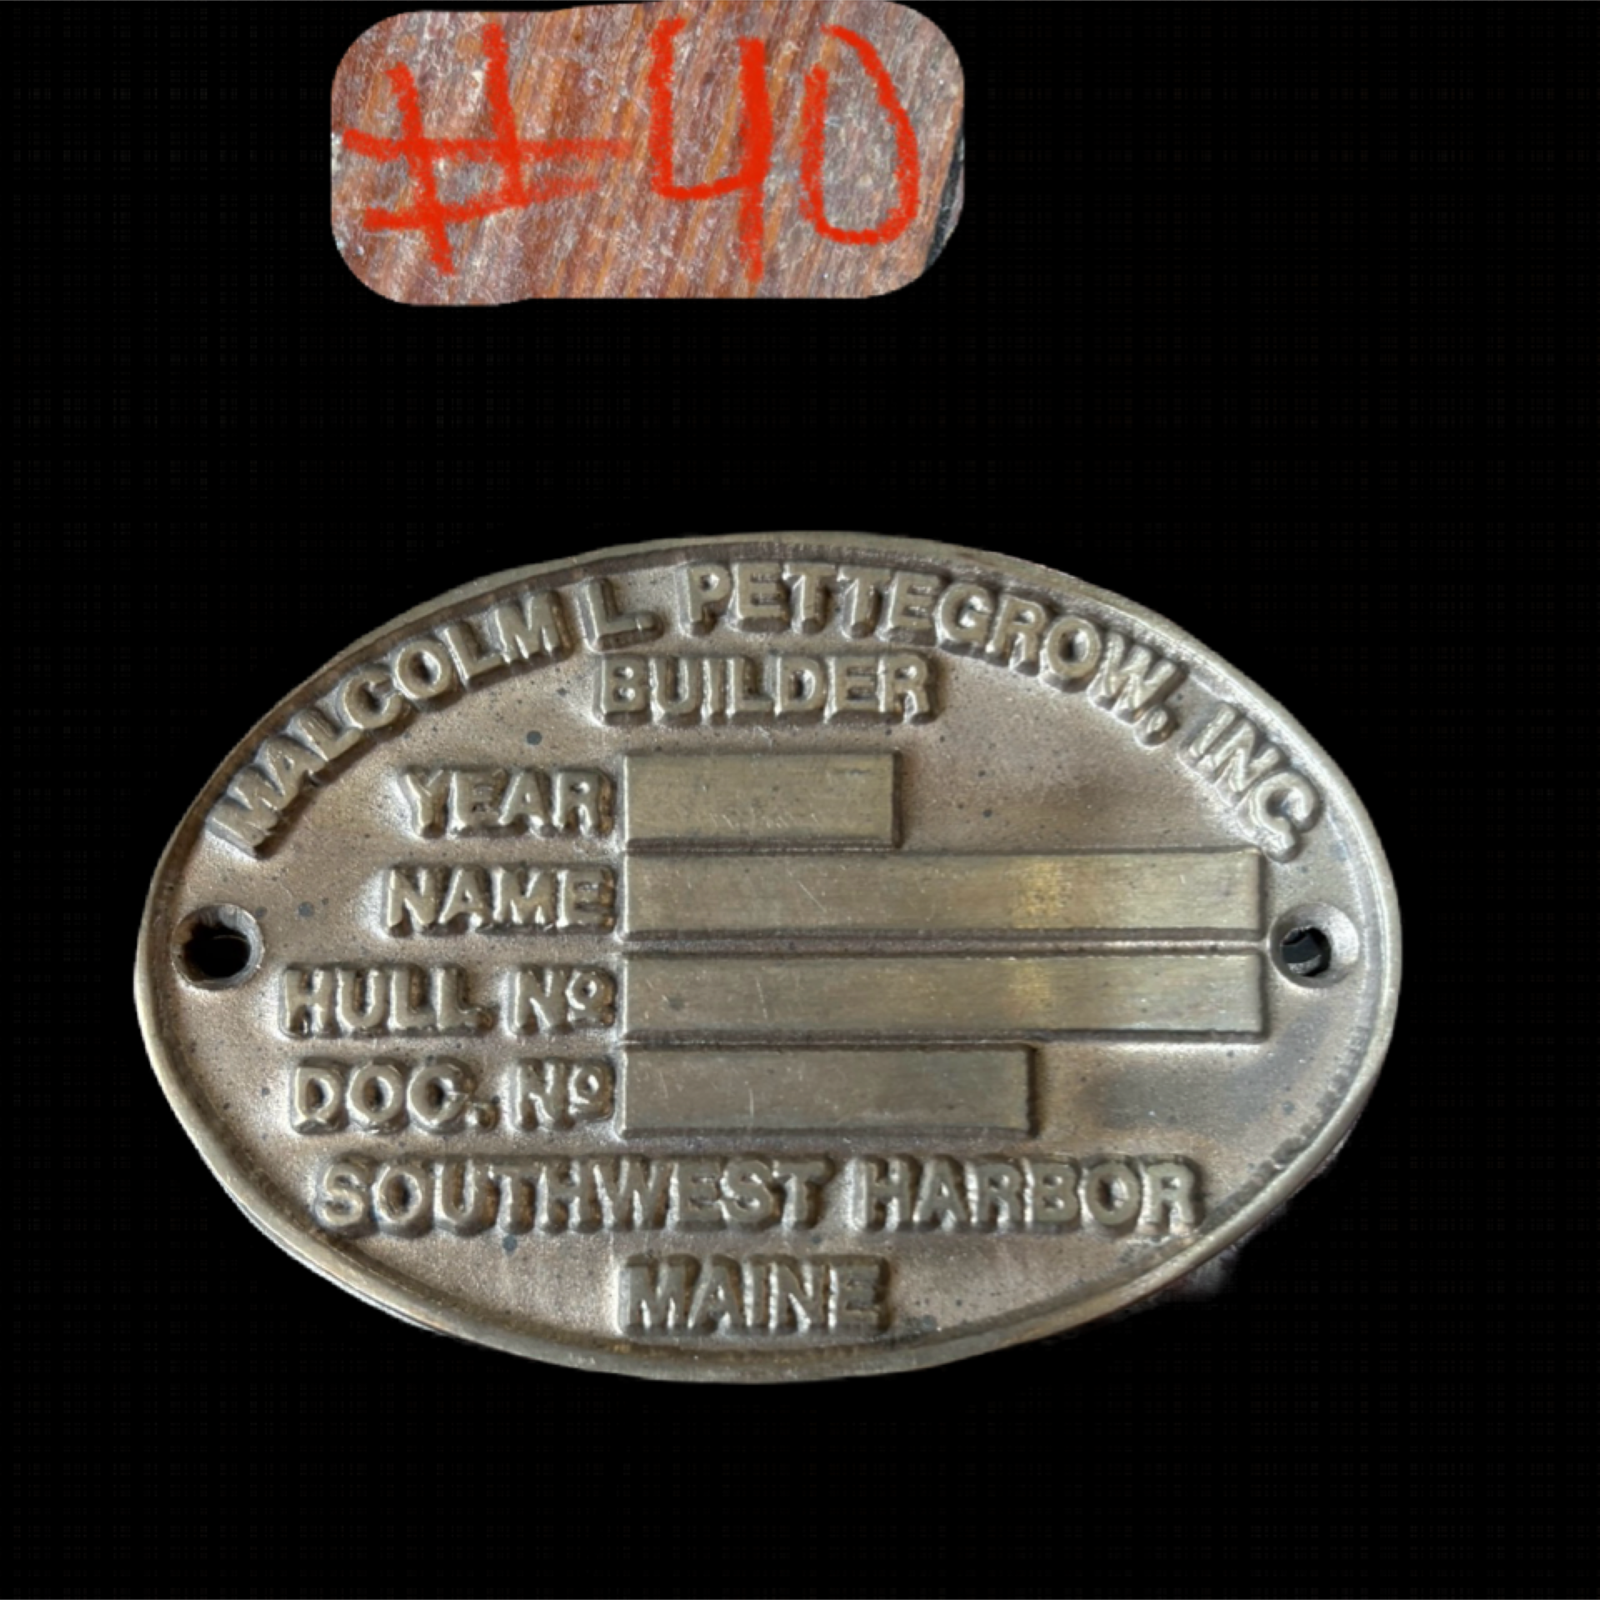 #40
MALCOLM L. PETTEGROW, INC.
BUILDER
YEAR
NAME
HULL Nº
DOC. Nº
SOUTHWEST HARBOR
MAINE